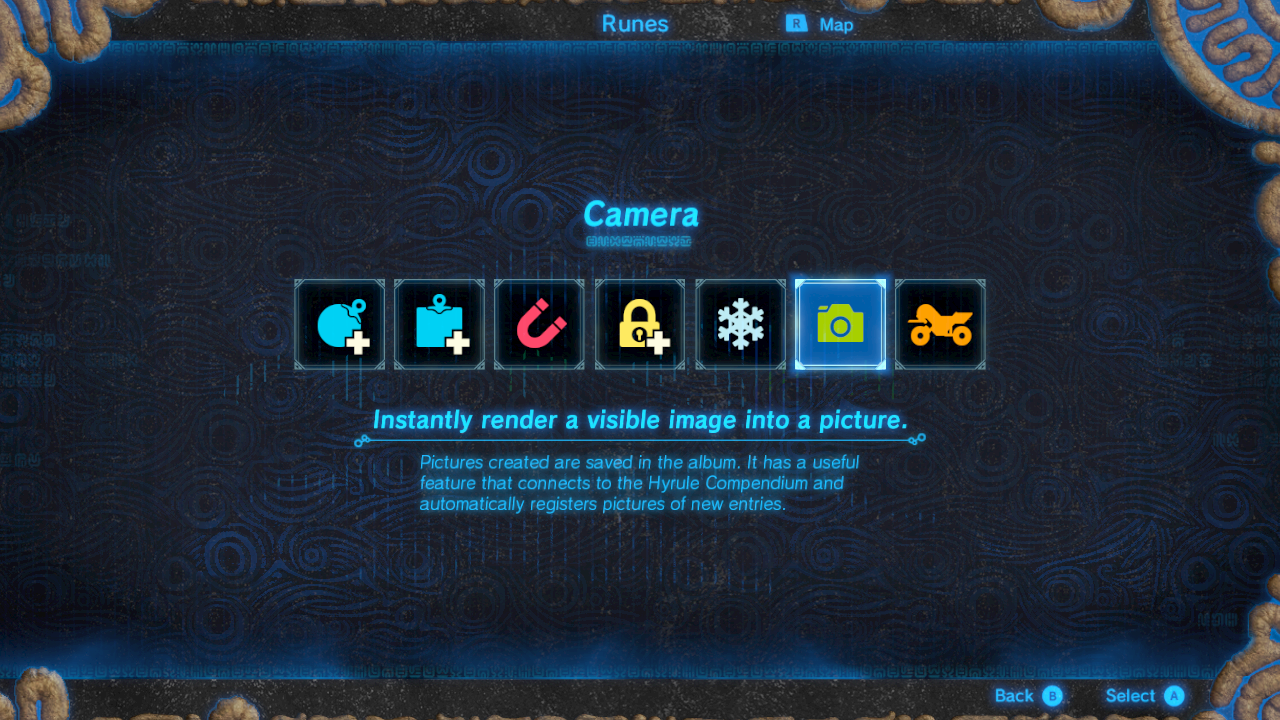 Runes
R Map
Camera
Instantly render a visible image into a picture.
Pictures created are saved in the album. It has a useful
feature that connects to the Hyrule Compendium and
automatically registers pictures of new entries.
Back B Select A